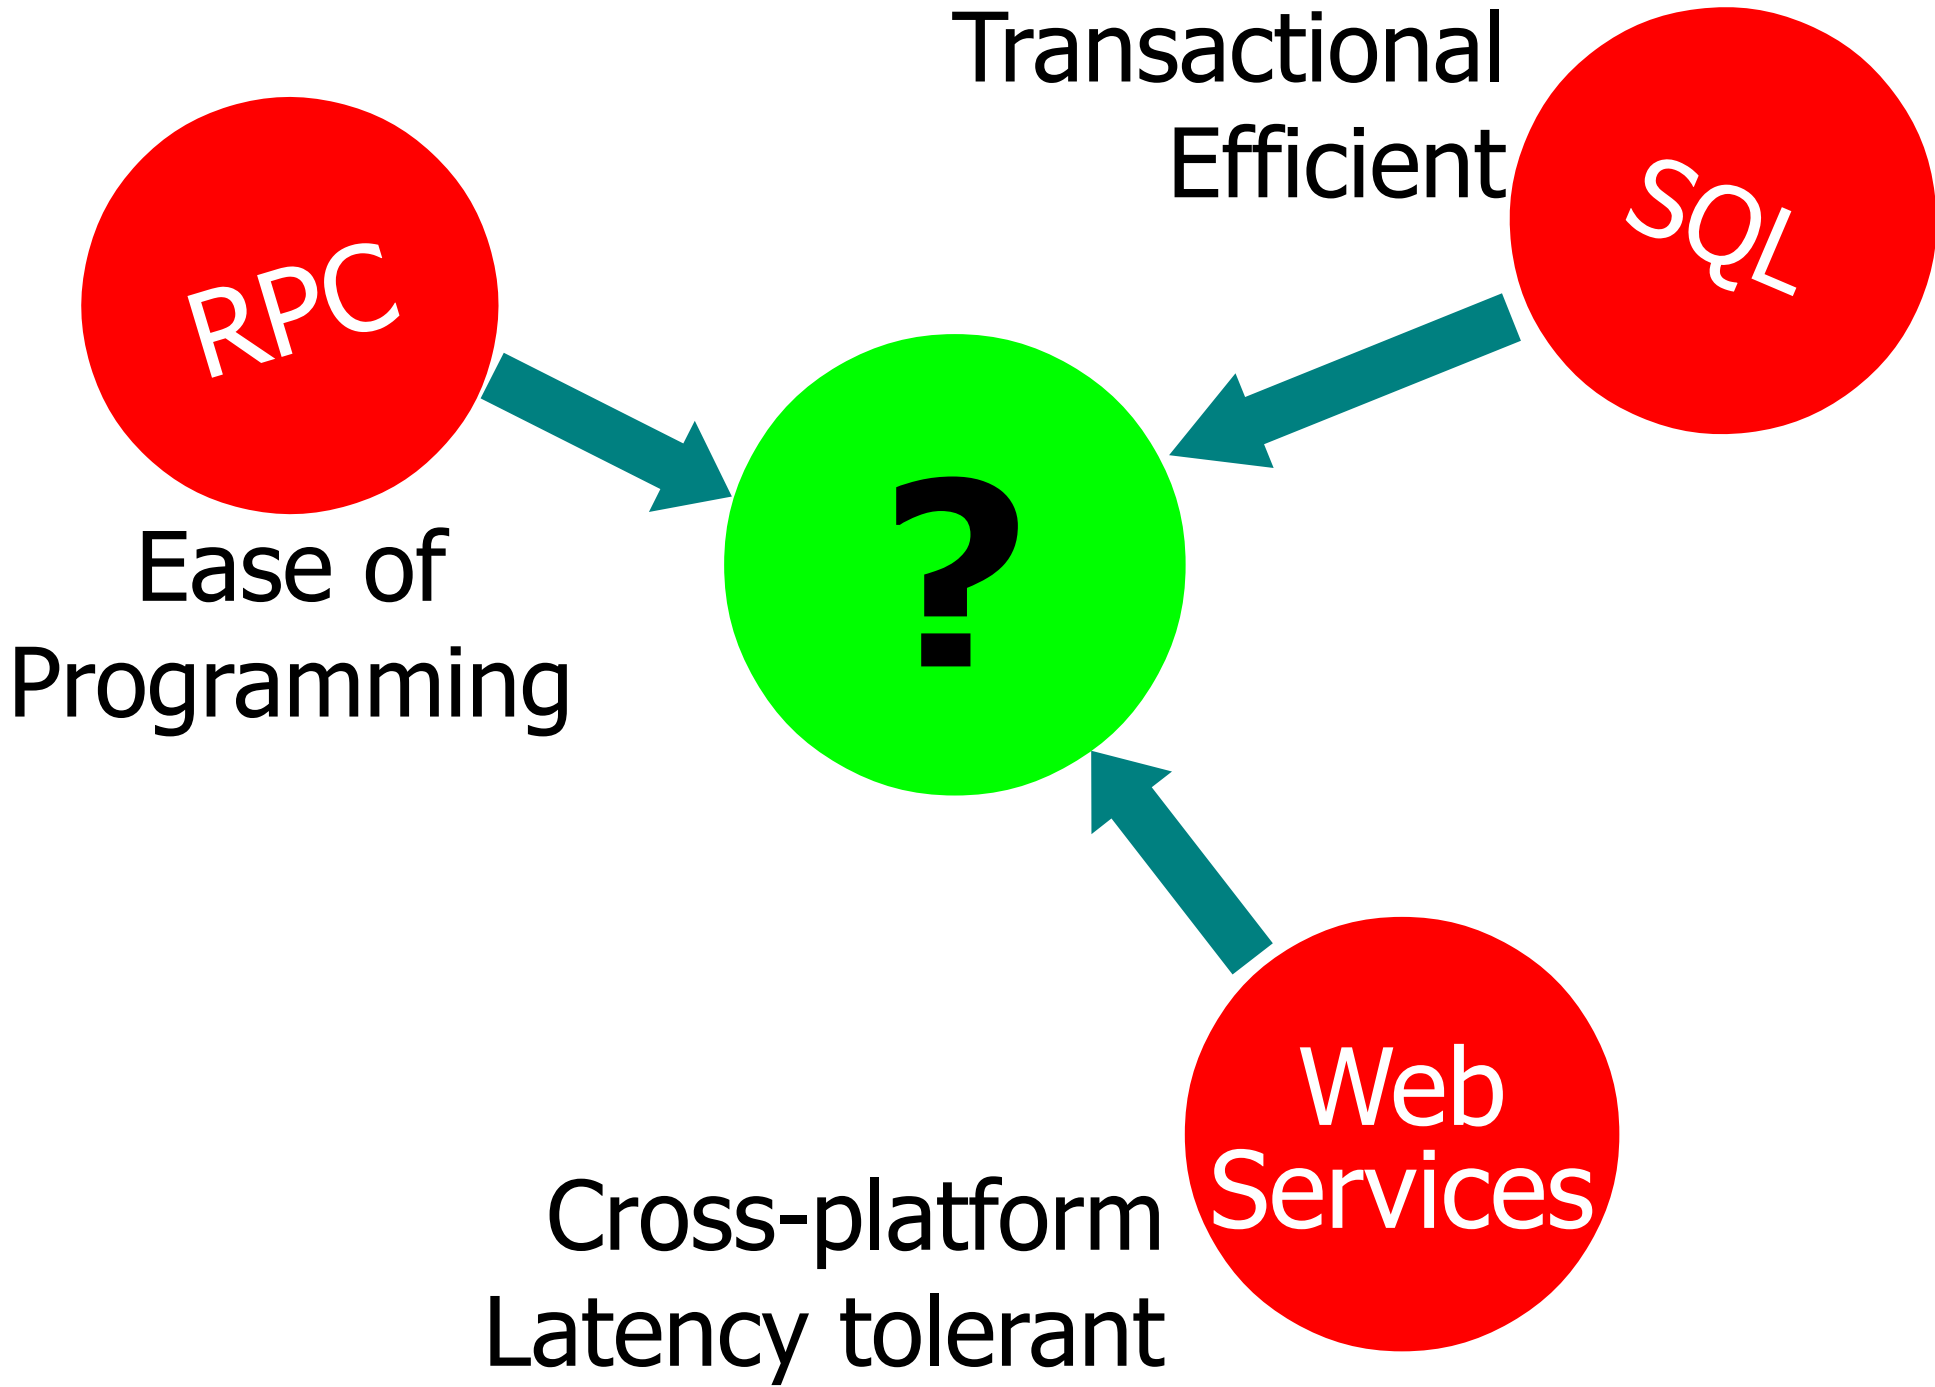 Transactional
Efficient
SQL
RPC
Ease of
Programming
?
Web
Services
Cross-platform
Latency tolerant